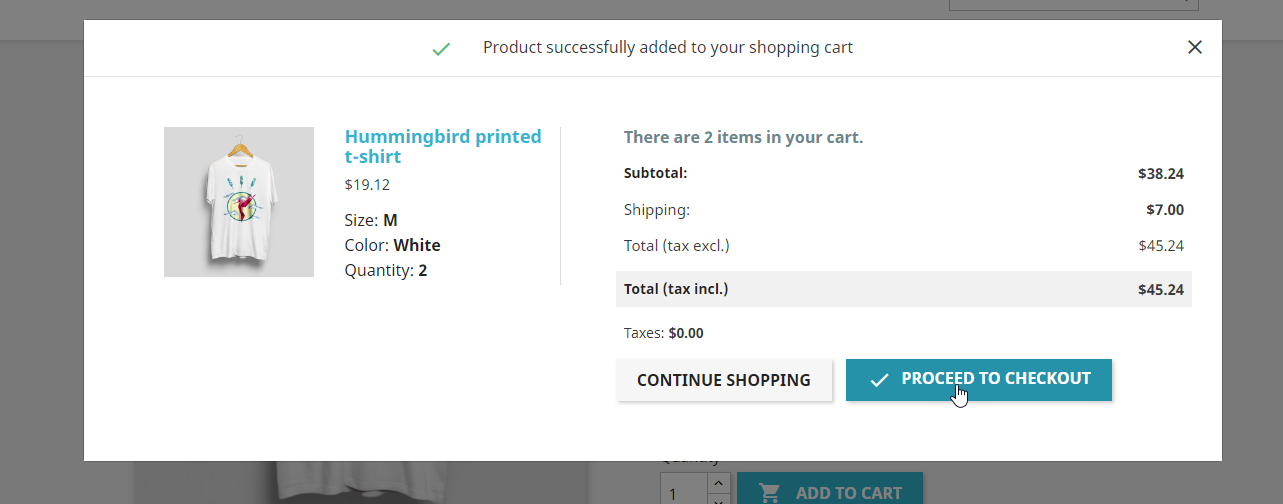 Product successfully added to your shopping cart
Hummingbird printed
t-shirt
$19.12
Size: M
Color: White
Quantity: 2
There are 2 items in your cart.
Subtotal: $38.24
Shipping: $7.00
Total (tax excl.) $45.24
Total (tax incl.) $45.24
Taxes: $0.00
CONTINUE SHOPPING
PROCEED TO CHECKOUT
Quantity
1
ADD TO CART